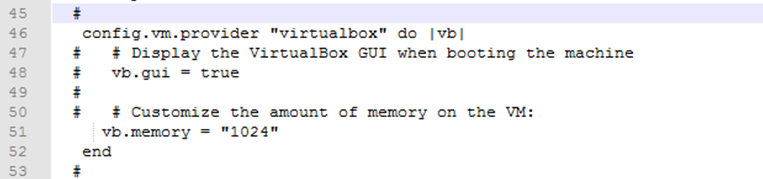 45 #
46 config.vm.provider "virtualbox" do |vb|
47 # # Display the VirtualBox GUI when booting the machine
48 # vb.gui = true
49 #
50 # # Customize the amount of memory on the VM:
51 vb.memory = "1024"
52 end
53 #